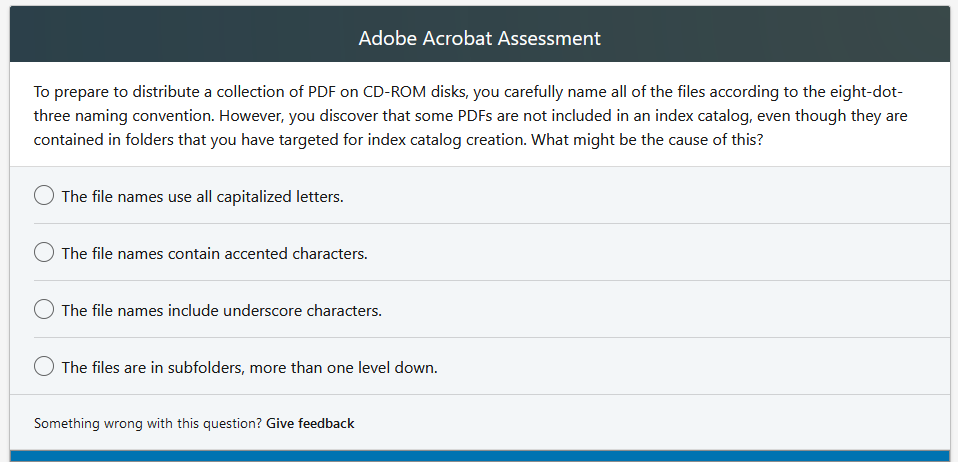 Adobe Acrobat Assessment
To prepare to distribute a collection of PDF on CD-ROM disks, you carefully name all of the files according to the eight-dot-
three naming convention. However, you discover that some PDFs are not included in an index catalog, even though they are
contained in folders that you have targeted for index catalog creation. What might be the cause of this?
The file names use all capitalized letters.
The file names contain accented characters.
The file names include underscore characters.
The files are in subfolders, more than one level down.
Something wrong with this question? Give feedback